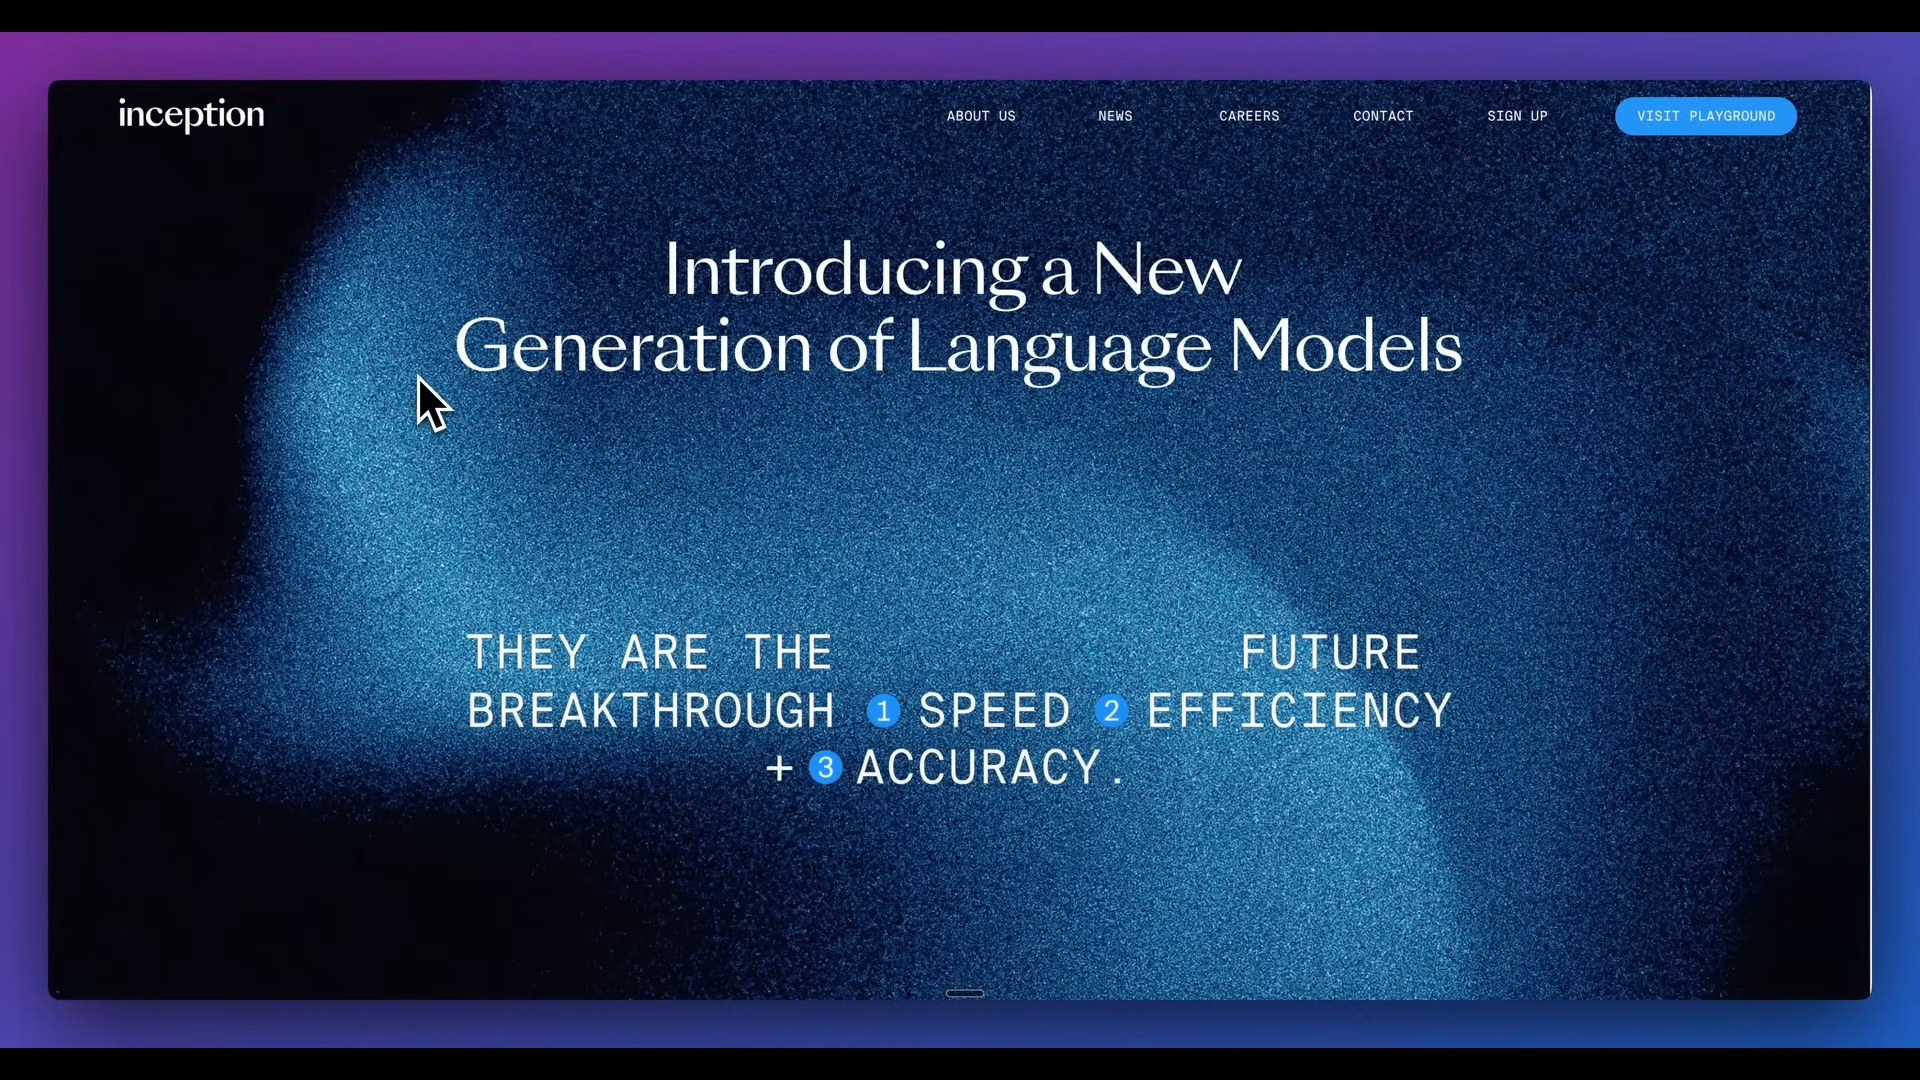 inception
ABOUT US NEWS CAREERS CONTACT SIGN UP VISIT PLAYGROUND
Introducing a New
Generation of Language Models
THEY ARE THE FUTURE
BREAKTHROUGH 1 SPEED 2 EFFICIENCY
+ 3 ACCURACY.